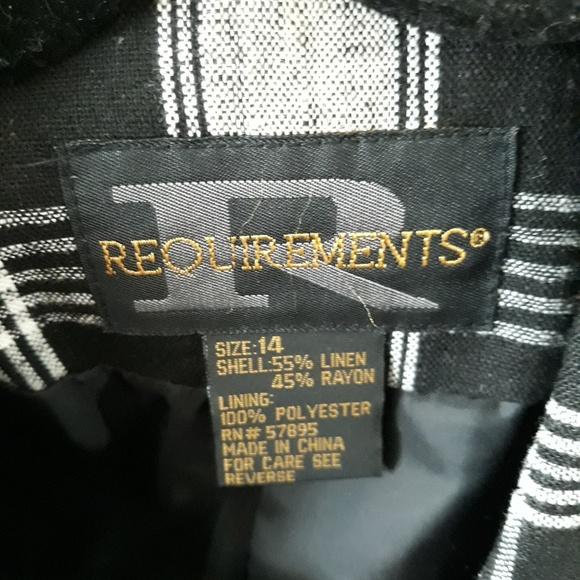 R
REQUIREMENTS®
SIZE:14
SHELL:55% LINEN
45% RAYON
LINING:
100% POLYESTER
RN# 57895
MADE IN CHINA
FOR CARE SEE
REVERSE